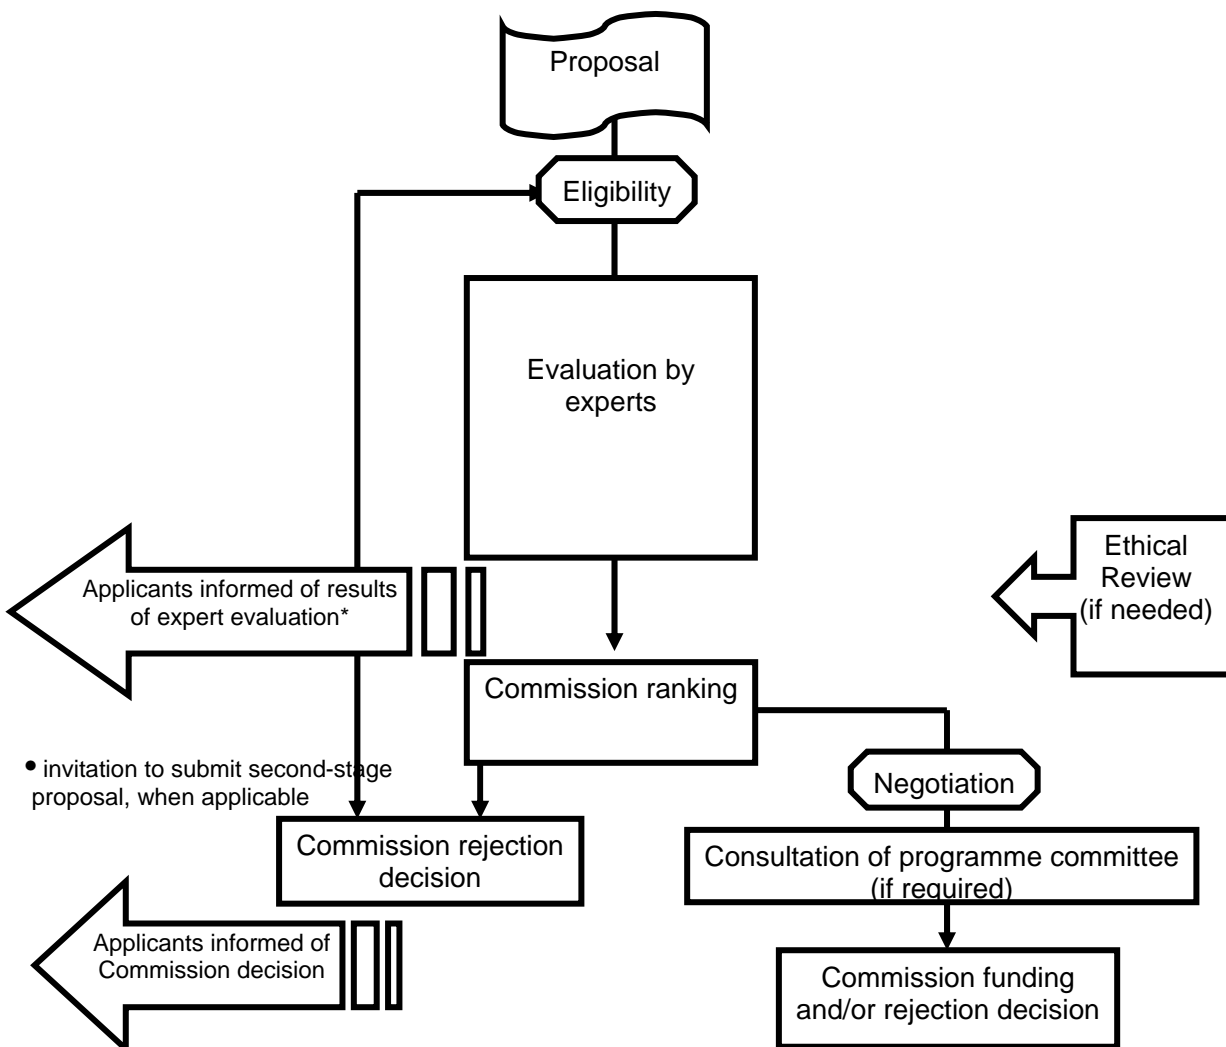 Proposal
Eligibility
Evaluation by
experts
Ethical
Review
(if needed)
Applicants informed of results
of expert evaluation*
Commission ranking
• invitation to submit second-stage
proposal, when applicable
Negotiation
Commission rejection
decision
Consultation of programme committee
(if required)
Applicants informed of
Commission decision
Commission funding
and/or rejection decision